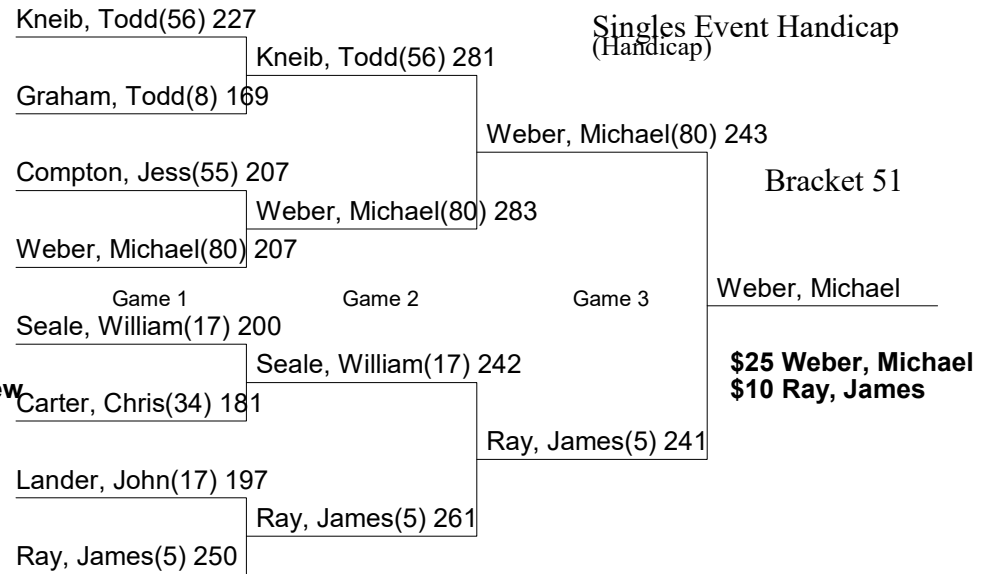 Kneib, Todd(56) 227
Singles Event Handicap
(Handicap)
Kneib, Todd(56) 281
Graham, Todd(8) 169
Weber, Michael(80) 243
Compton, Jess(55) 207
Bracket 51
Weber, Michael(80) 283
Weber, Michael(80) 207
Game 1 Game 2 Game 3
Weber, Michael
Seale, William(17) 200
Seale, William(17) 242
$25 Weber, Michael
$10 Ray, James
ew
Carter, Chris(34) 181
Ray, James(5) 241
Lander, John(17) 197
Ray, James(5) 261
Ray, James(5) 250